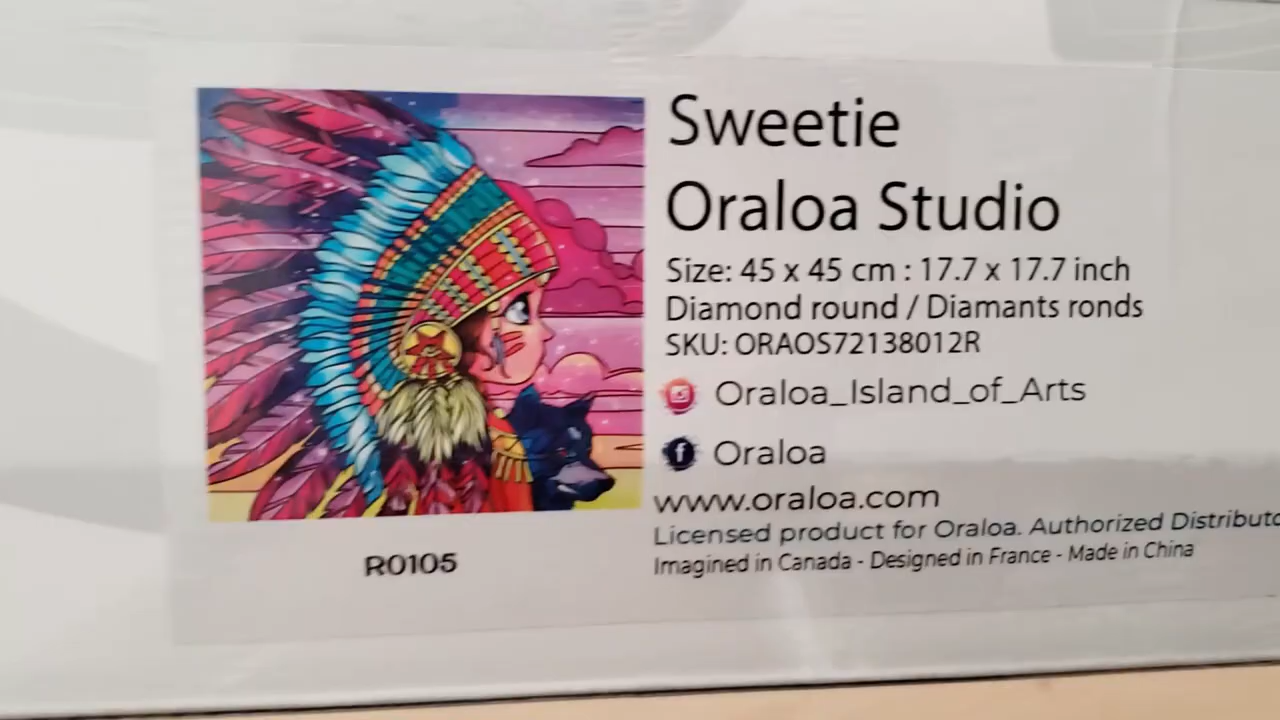 Sweetie
Oraloa Studio
Size: 45 x 45 cm : 17.7 x 17.7 inch
Diamond round / Diamants ronds
SKU: ORAOS72138012R
Oraloa_Island_of_Arts
f Oraloa
www.oraloa.com
Licensed product for Oraloa. Authorized
Imagined in Canada - Designed in France - Made in China
R0105